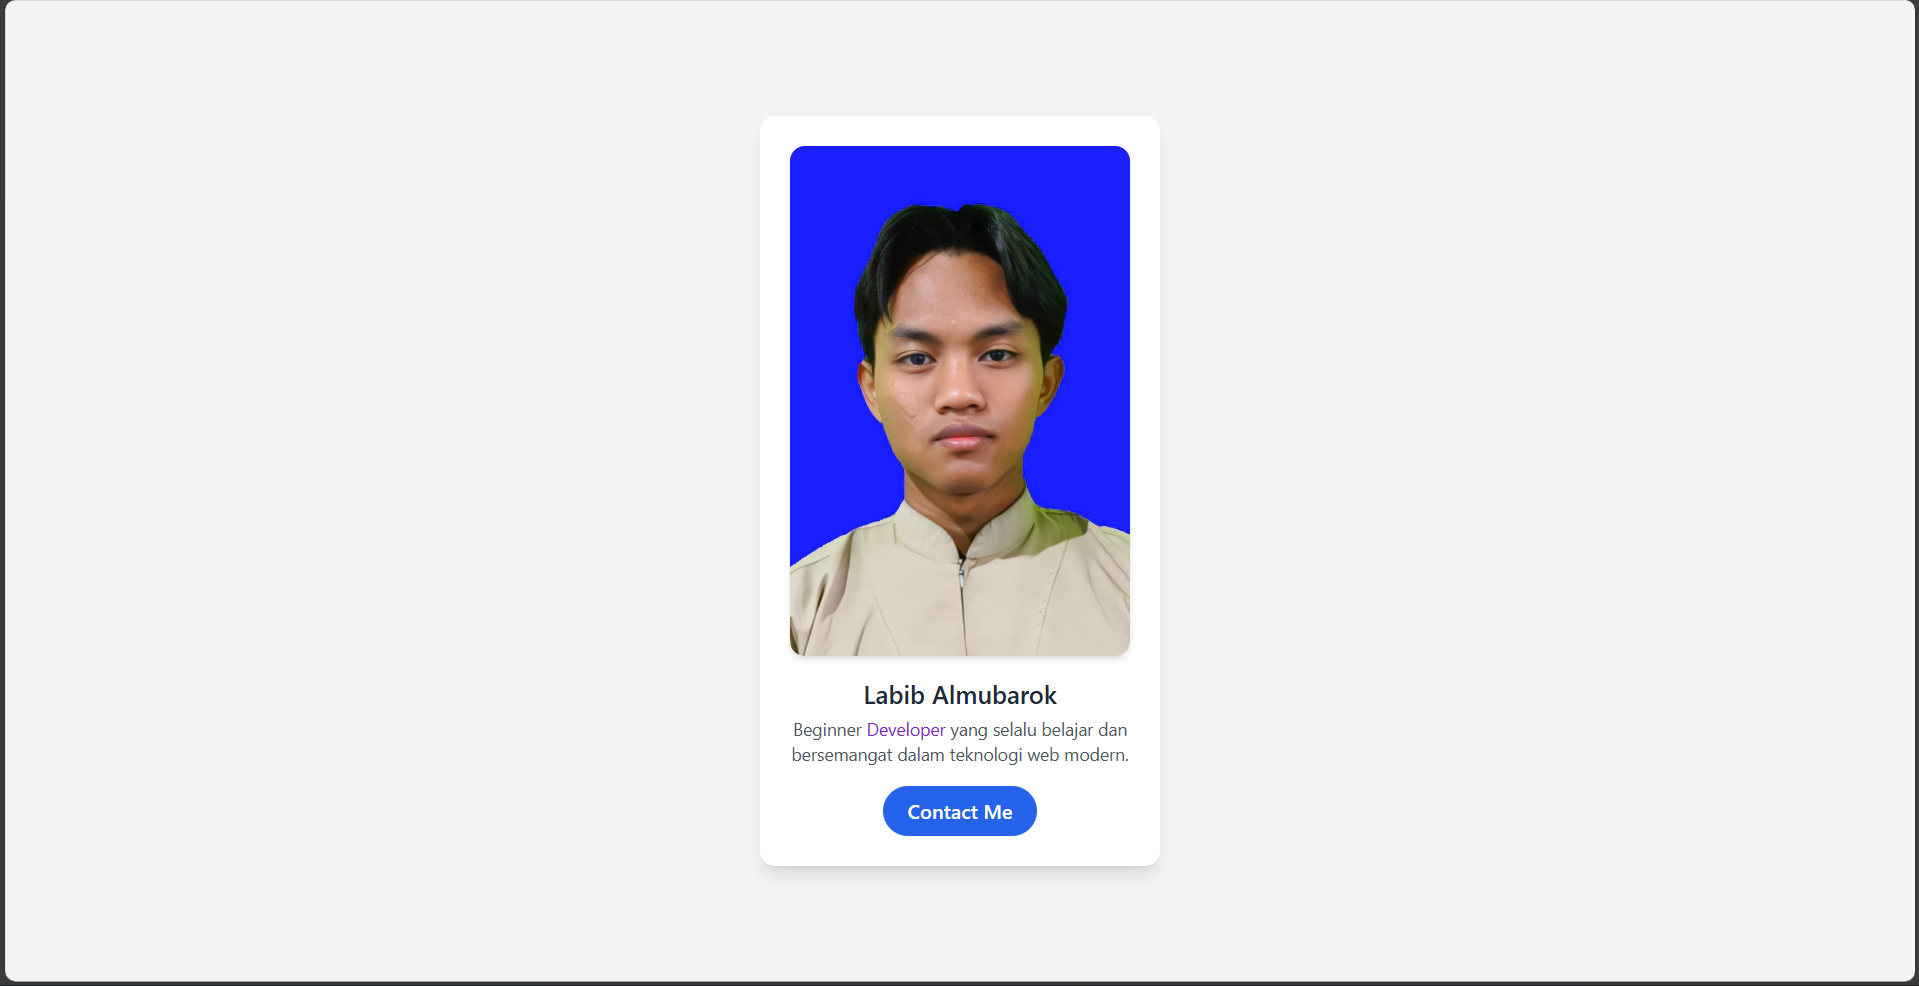 Labib Almubarok
Beginner Developer yang selalu belajar dan
bersemangat dalam teknologi web modern.
Contact Me